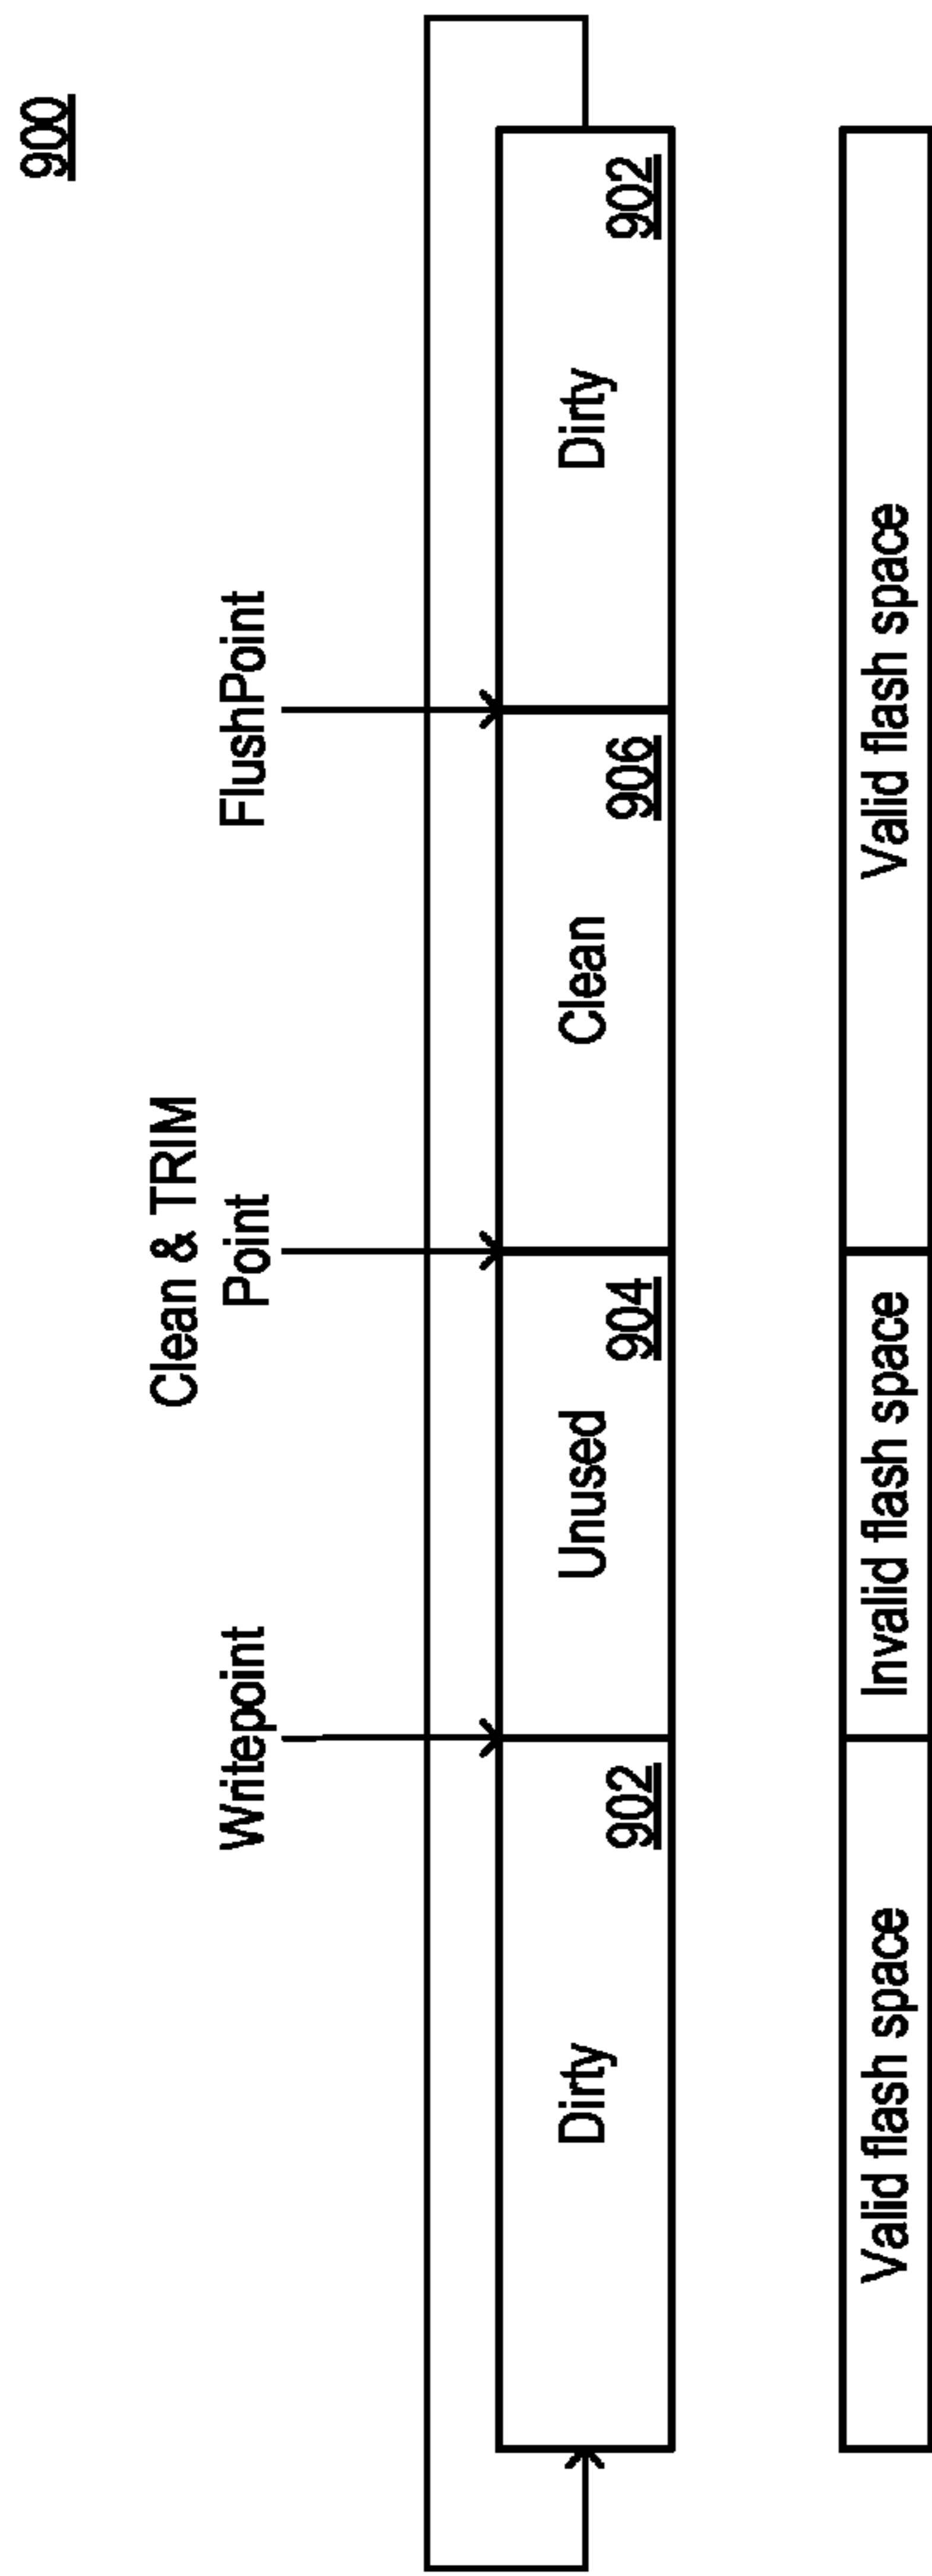 900
Clean & TRIM
Point
Writepoint
FlushPoint
Dirty
902
Unused
904
Clean
906
Dirty
902
Valid flash space
Invalid flash space
Valid flash space